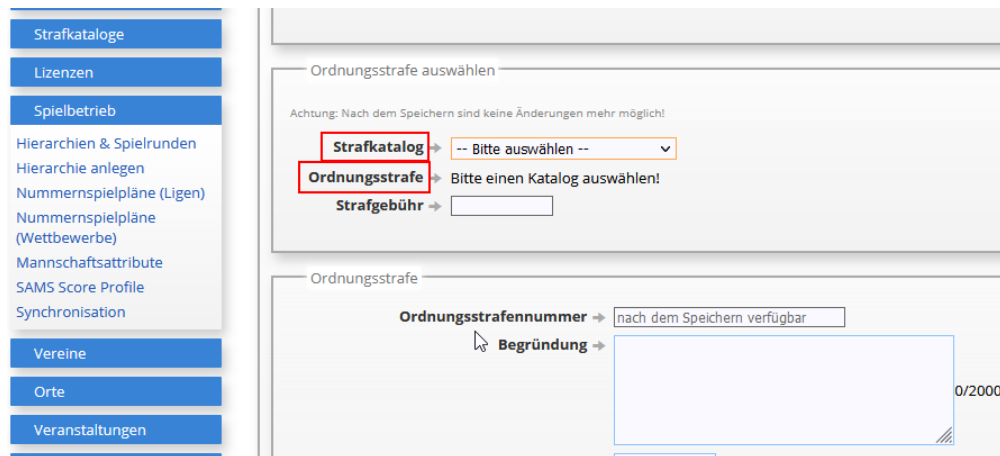 Strafkataloge
Lizenzen
Spielbetrieb
Hierarchien & Spielrunden
Hierarchie anlegen
Nummernspielpläne (Ligen)
Nummernspielpläne
(Wettbewerbe)
Mannschaftsattribute
SAMS Score Profile
Synchronisation
Vereine
Orte
Veranstaltungen
Ordnungsstrafe auswählen
Achtung: Nach dem Speichern sind keine Änderungen mehr möglich!
Strafkatalog -- Bitte auswählen --
Ordnungsstrafe Bitte einen Katalog auswählen!
Strafgebühr
Ordnungsstrafe
Ordnungsstrafennummer nach dem Speichern verfügbar
Begründung
0/2000